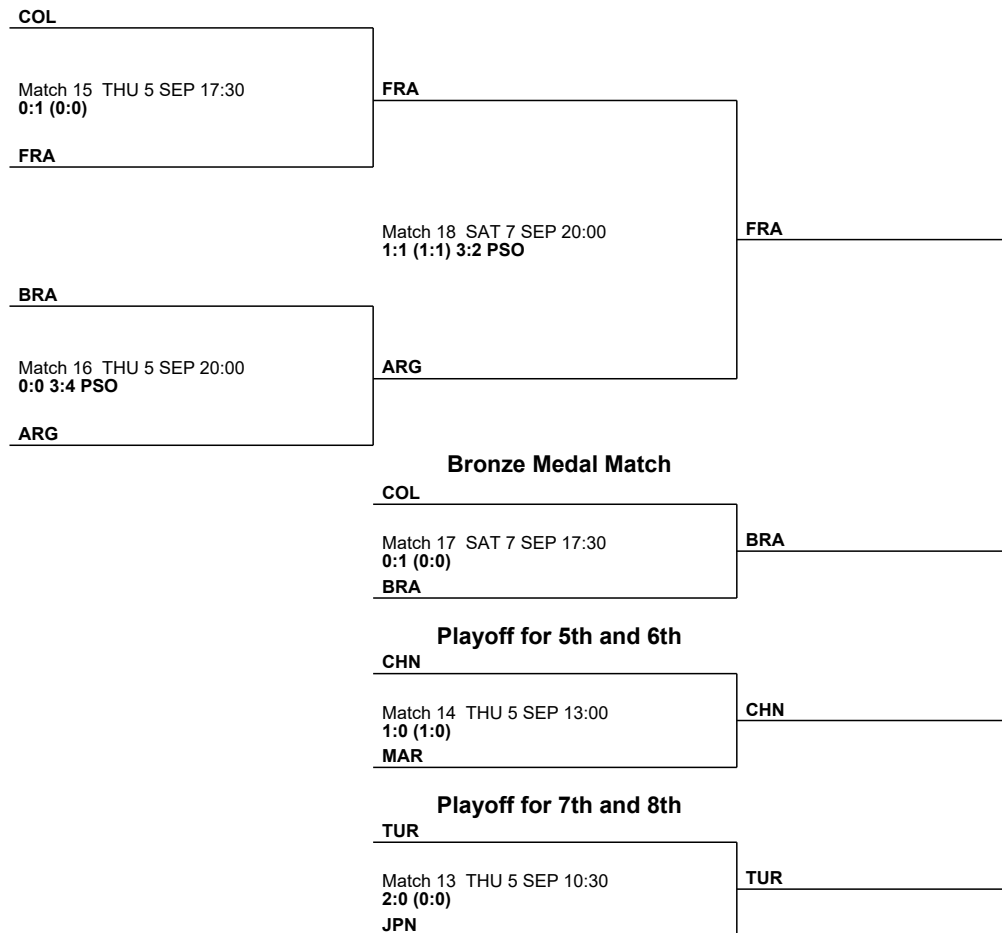 COL
Match 15 THU 5 SEP 17:30
0:1 (0:0)
FRA
FRA
BRA
Match 16 THU 5 SEP 20:00
0:0 3:4 PSO
ARG
ARG
Match 18 SAT 7 SEP 20:00
1:1 (1:1) 3:2 PSO
FRA
Bronze Medal Match
COL
Match 17 SAT 7 SEP 17:30
0:1 (0:0)
BRA
BRA
Playoff for 5th and 6th
CHN
Match 14 THU 5 SEP 13:00
1:0 (1:0)
MAR
CHN
Playoff for 7th and 8th
TUR
Match 13 THU 5 SEP 10:30
2:0 (0:0)
JPN
TUR